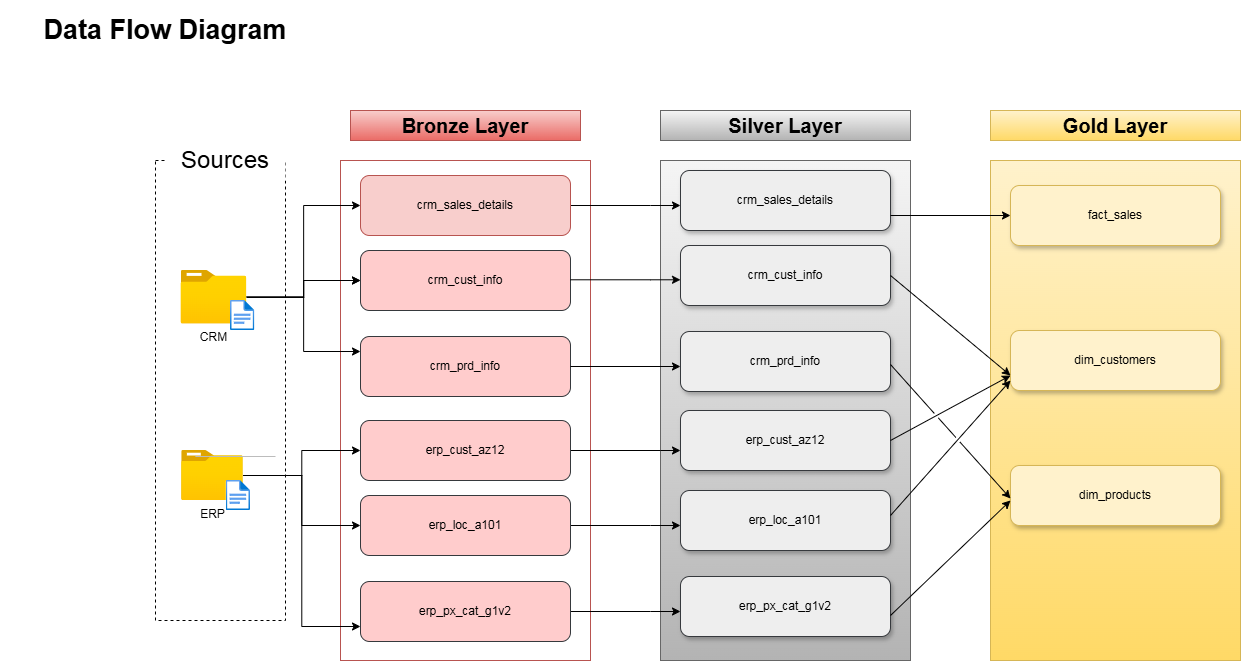 Data Flow Diagram
Bronze Layer
Silver Layer
Gold Layer
Sources
crm_sales_details
crm_sales_details
fact_sales
crm_cust_info
crm_cust_info
CRM
crm_prd_info
crm_prd_info
dim_customers
erp_cust_az12
erp_cust_az12
ERP
erp_loc_a101
erp_loc_a101
dim_products
erp_px_cat_g1v2
erp_px_cat_g1v2